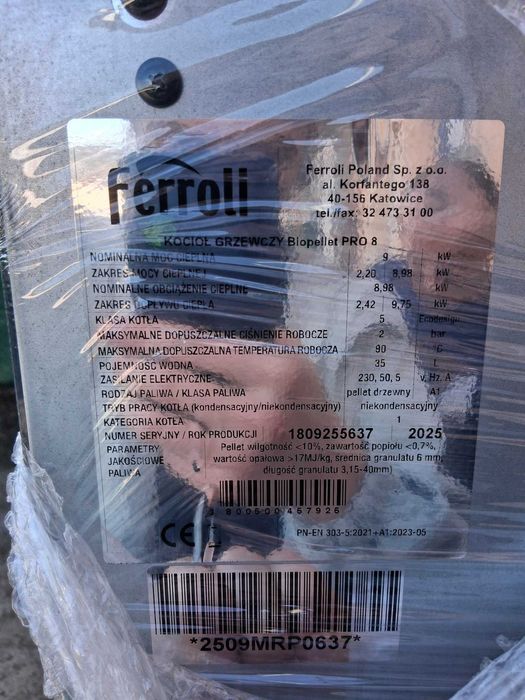 Ferroli
Ferroli Poland Sp. z o.o.
al. Korfantego 138
40-156 Katowice
tel./fax: 32 473 31 00
KOCIOŁ GRZEWCZY Biopellet PRO 8
NOMINALNA MOC CIEPLNA 9 kW
ZAKRES MOCY CIEPLNEJ 2,20 8,98 kW
NOMINALNE OBCIĄŻENIE CIEPLNE 8,98 kW
ZAKRES DOPŁYWU CIEPŁA 2,42 9,75 kW
KLASA KOTŁA 5 Ecodesign
MAKSYMALNE DOPUSZCZALNE CIŚNIENIE ROBOCZE 2 bar
MAKSYMALNA DOPUSZCZALNA TEMPERATURA ROBOCZA 90 °C
POJEMNOŚĆ WODNA 35 L
ZASILANIE ELEKTRYCZNE 230, 50, 5 V, Hz, A
RODZAJ PALIWA / KLASA PALIWA pellet drzewny A1
TRYB PRACY KOTŁA (kondensacyjny/niekondensacyjny) niekondensacyjny
KATEGORIA KOTŁA 1
NUMER SERYJNY / ROK PRODUKCJI 1809255637 2025
PARAMETRY JAKOŚCIOWE PALIWA Pellet wilgotność <10%, zawartość popiołu <0,7%,
wartość opałowa >17MJ/kg, średnica granulatu 6 mm,
długość granulatu 3,15-40mm)
3800500457926
CE PN-EN 303-5:2021+A1:2023-05
*2509MRP0637*